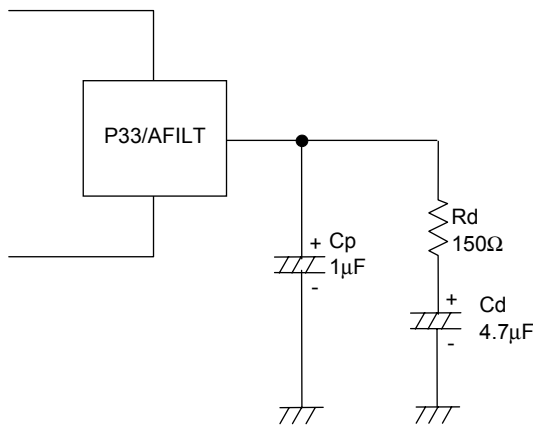 P33/AFILT
+ Cp
1μF
-
Rd
150Ω
+
Cd
4.7μF
-